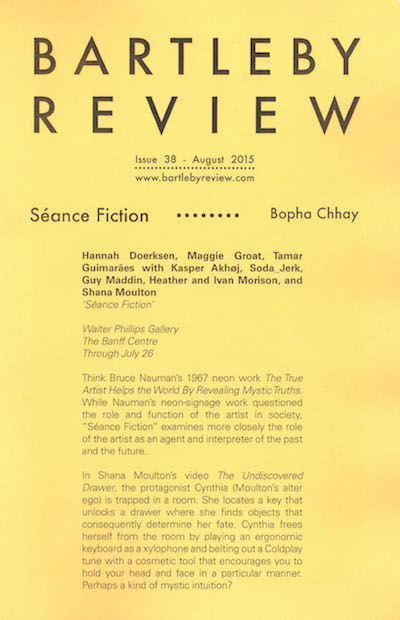 BARTLEBY
REVIEW
Issue 38 - August 2015
www.bartlebyreview.com
Séance Fiction ········ Bopha Chhay
Hannah Doerksen, Maggie Groat, Tamar
Guimarães with Kasper Akhøj, Soda_Jerk,
Guy Maddin, Heather and Ivan Morison, and
Shana Moulton
'Séance Fiction'
Walter Phillips Gallery
The Banff Centre
Through July 26
Think Bruce Nauman's 1967 neon work The True
Artist Helps the World By Revealing Mystic Truths.
While Nauman's neon-signage work questioned
the role and function of the artist in society,
"Séance Fiction" examines more closely the role
of the artist as an agent and interpreter of the past
and the future.
In Shana Moulton's video The Undiscovered
Drawer, the protagonist Cynthia (Moulton's alter
ego) is trapped in a room. She locates a key that
unlocks a drawer where she finds objects that
consequently determine her fate. Cynthia frees
herself from the room by playing an ergonomic
keyboard as a xylophone and belting out a Coldplay
tune with a cosmetic tool that encourages you to
hold your head and face in a particular manner.
Perhaps a kind of mystic intuition?